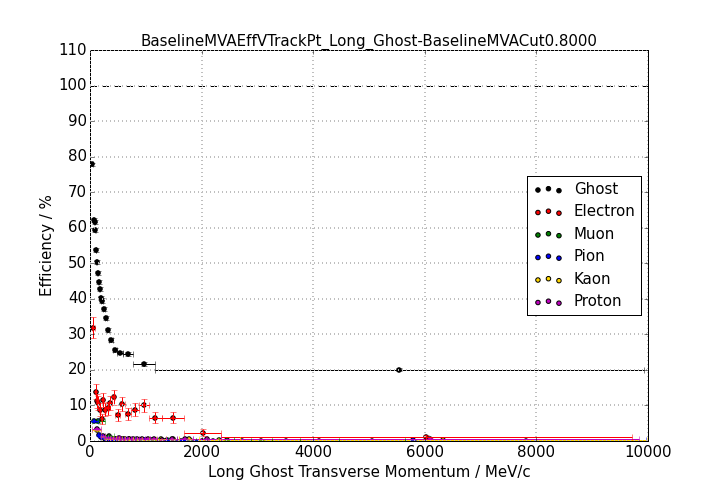 BaselineMVAEffVTrackPt_Long_Ghost-BaselineMVACut0.8000
110
100
90
80
70
60
50
40
30
20
10
0
Efficiency / %
Ghost
Electron
Muon
Pion
Kaon
Proton
0 2000 4000 6000 8000 10000
Long Ghost Transverse Momentum / MeV/c